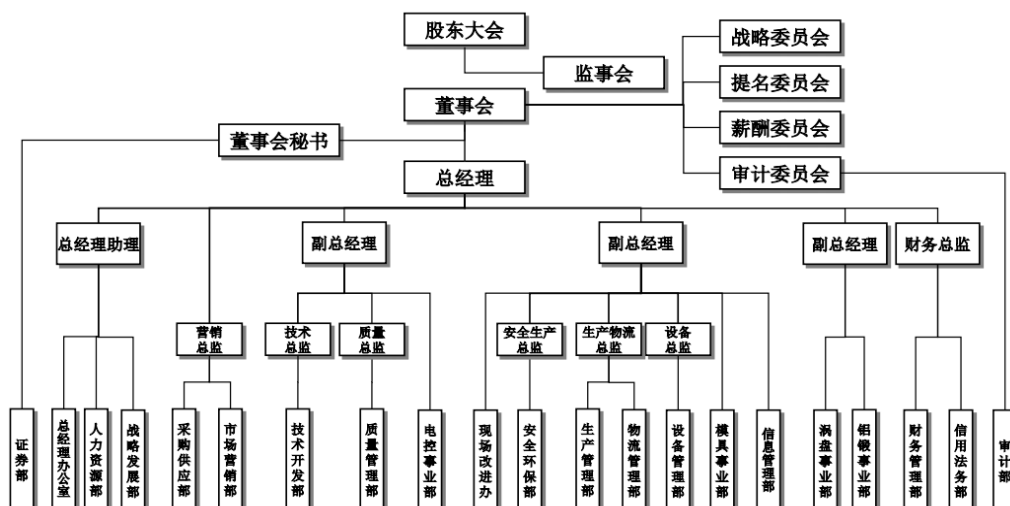 股东大会
战略委员会
监事会
提名委员会
董事会
薪酬委员会
董事会秘书
审计委员会
总经理
总经理助理
副总经理
副总经理
副总经理
财务总监
营销
总监
技术
总监
质量
总监
安全生产
总监
生产物流
总监
设备
总监
证券部
总经理办公室
人力资源部
战略发展部
采购供应部
市场营销部
技术开发部
质量管理部
电控事业部
现场改进办
安全环保部
生产管理部
物流管理部
设备管理部
模具事业部
信息管理部
涡盘事业部
铝锻事业部
财务管理部
信用法务部
审计部